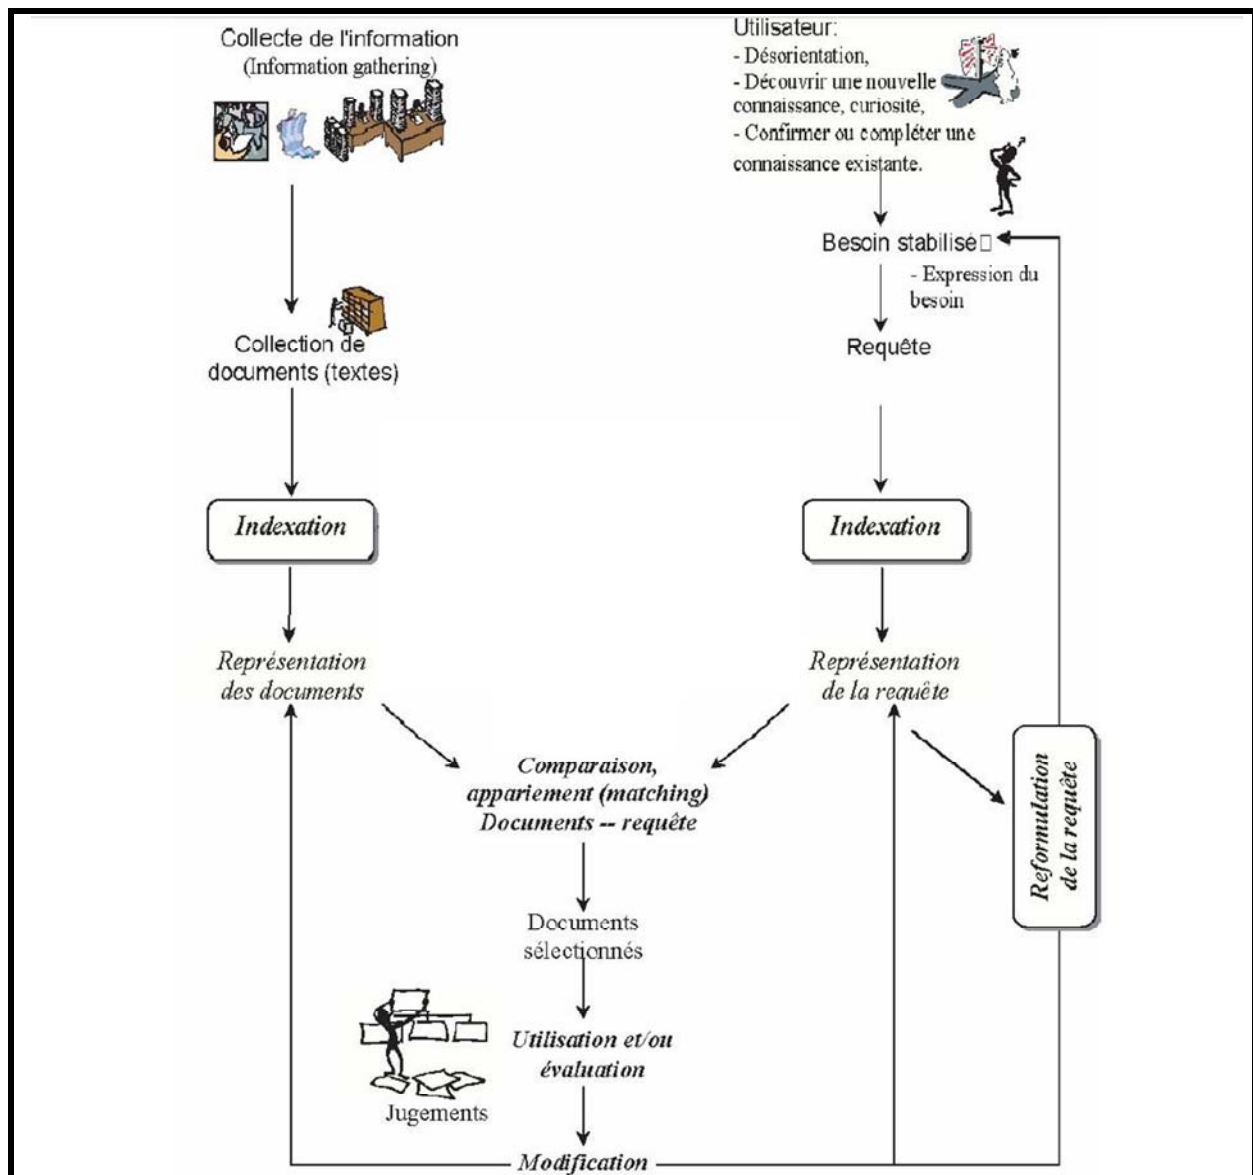 Collecte de l'information
(Information gathering)
Utilisateur:
- Désorientation,
- Découvrir une nouvelle
connaissance, curiosité,
- Confirmer ou compléter une
connaissance existante.
Besoin stabilisé
- Expression du
besoin
Collection de
documents (textes)
Requête
Indexation
Indexation
Représentation
des documents
Représentation
de la requête
Reformulation
de la requête
Comparaison,
appariement (matching)
Documents -- requête
Documents
sélectionnés
Utilisation et/ou
évaluation
Jugements
Modification